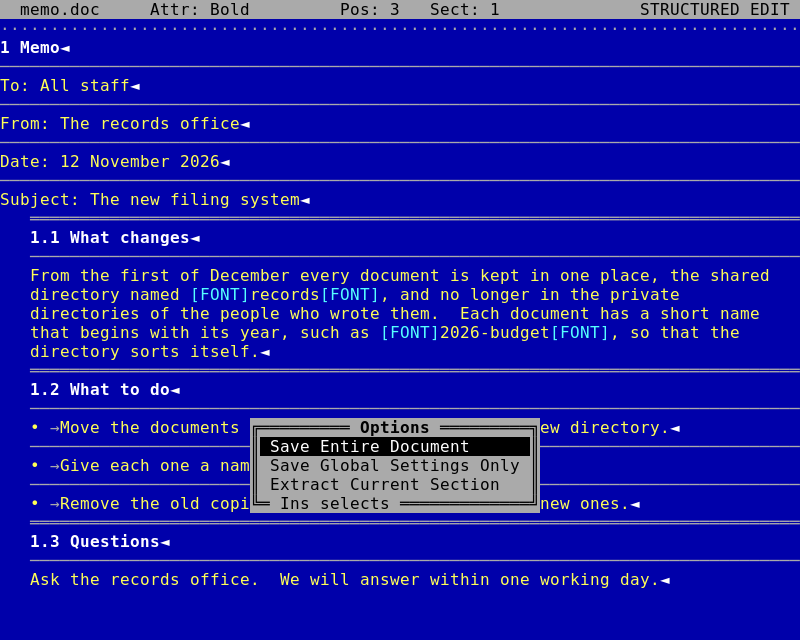 memo.doc Attr: Bold Pos: 3 Sect: 1 STRUCTURED EDIT
1 Memo◄
To: All staff◄
From: The records office◄
Date: 12 November 2026◄
Subject: The new filing system◄
1.1 What changes◄
From the first of December every document is kept in one place, the shared
directory named [FONT]records[FONT], and no longer in the private
directories of the people who wrote them.  Each document has a short name
that begins with its year, such as [FONT]2026-budget[FONT], so that the
directory sorts itself.◄
1.2 What to do◄
• →Move the documents ew directory.◄
• →Give each one a nam
• →Remove the old copi new ones.◄
Options
Save Entire Document
Save Global Settings Only
Extract Current Section
Ins selects
1.3 Questions◄
Ask the records office.  We will answer within one working day.◄